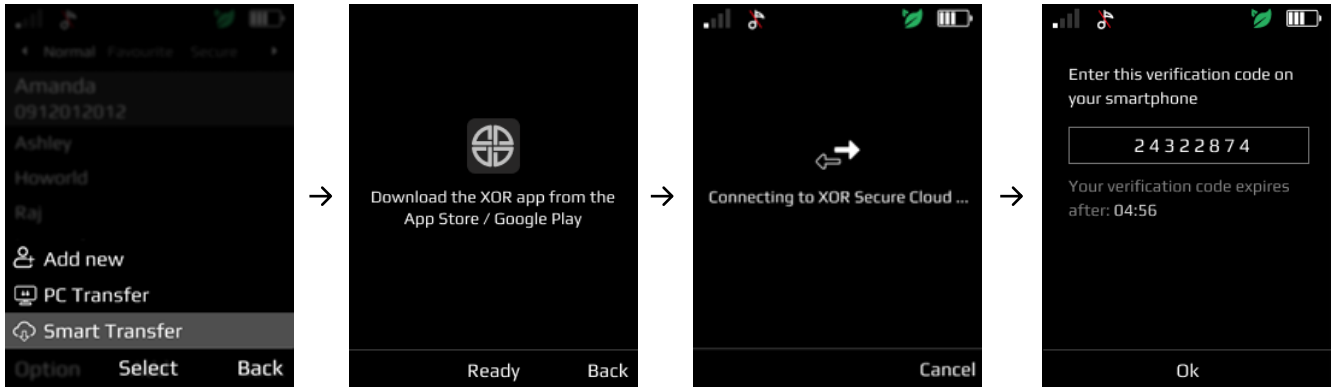 Normal Favourite Secure
Amanda
0912012012
Ashley
Howorld
Raj
Add new
PC Transfer
Smart Transfer
Option Select Back
Download the XOR app from the
App Store / Google Play
Ready Back
Connecting to XOR Secure Cloud ...
Cancel
Enter this verification code on
your smartphone
24322874
Your verification code expires
after: 04:56
Ok